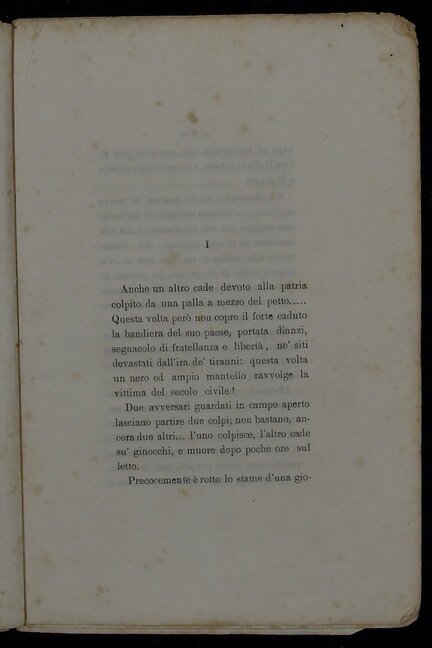 I
Anche un altro cade devoto alla patria
colpito da una palla a mezzo del petto.....
Questa volta però non copre il forte caduto
la bandiera del suo paese, portata dianzi,
segnacolo di fratellanza e libertà, ne' siti
devastati dall'ira de' tiranni: questa volta
un nero ed ampio mantello ravvolge la
vittima del secolo civile!
Due avversari guardati in campo aperto
lasciano partire due colpi; non bastano, an-
cora due altri... l'uno colpisce, l'altro cade
su' ginocchi, e muore dopo poche ore sul
letto.
Precocemente è rotto lo stame d'una gio-